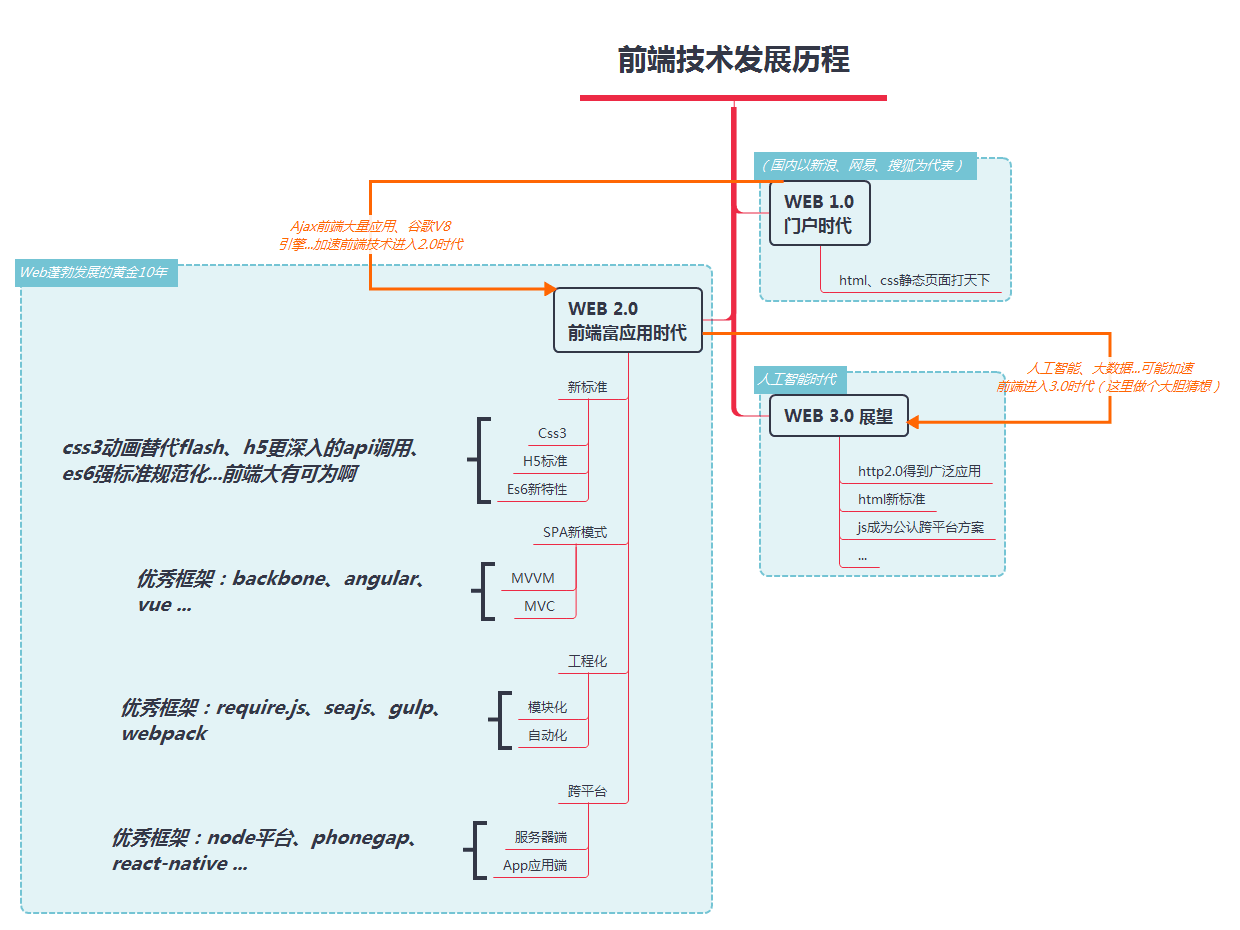 前端技术发展历程
（国内以新浪、网易、搜狐为代表）
WEB 1.0
门户时代
html、css静态页面打天下
Ajax前端大量应用、谷歌V8
引擎...加速前端技术进入2.0时代
Web蓬勃发展的黄金10年
WEB 2.0
前端富应用时代
新标准
Css3
H5标准
Es6新特性
css3动画替代flash、h5更深入的api调用、
es6强标准规范化...前端大有可为啊
SPA新模式
MVVM
MVC
优秀框架：backbone、angular、
vue ...
工程化
模块化
自动化
优秀框架：require.js、seajs、gulp、
webpack
跨平台
服务器端
App应用端
优秀框架：node平台、phonegap、
react-native ...
人工智能、大数据...可能加速
前端进入3.0时代（这里做个大胆猜想）
人工智能时代
WEB 3.0 展望
http2.0得到广泛应用
html新标准
js成为公认跨平台方案
...